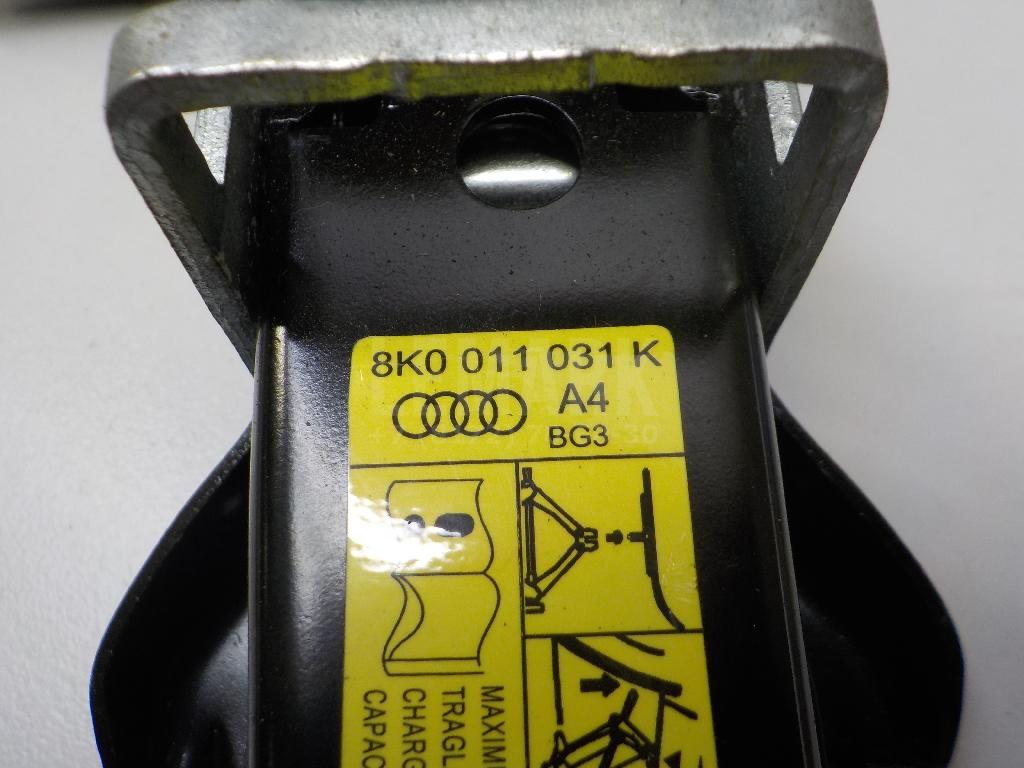 8K0 011 031 K
A4
BG3
MAXIM
TRAGL
CHARG
CAPAC